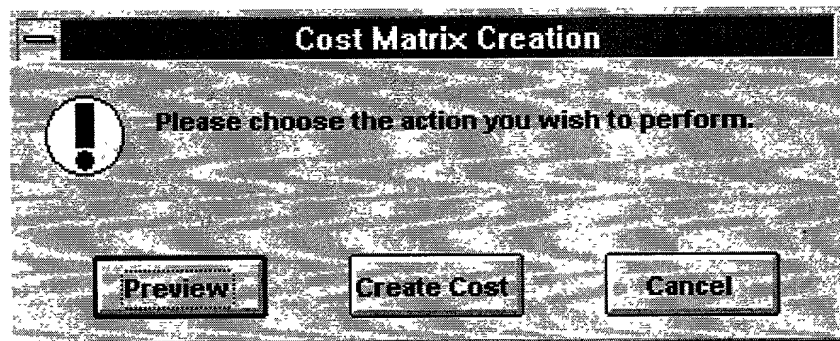 Cost Matrix Creation
Please choose the action you wish to perform.
Preview
Create Cost
Cancel